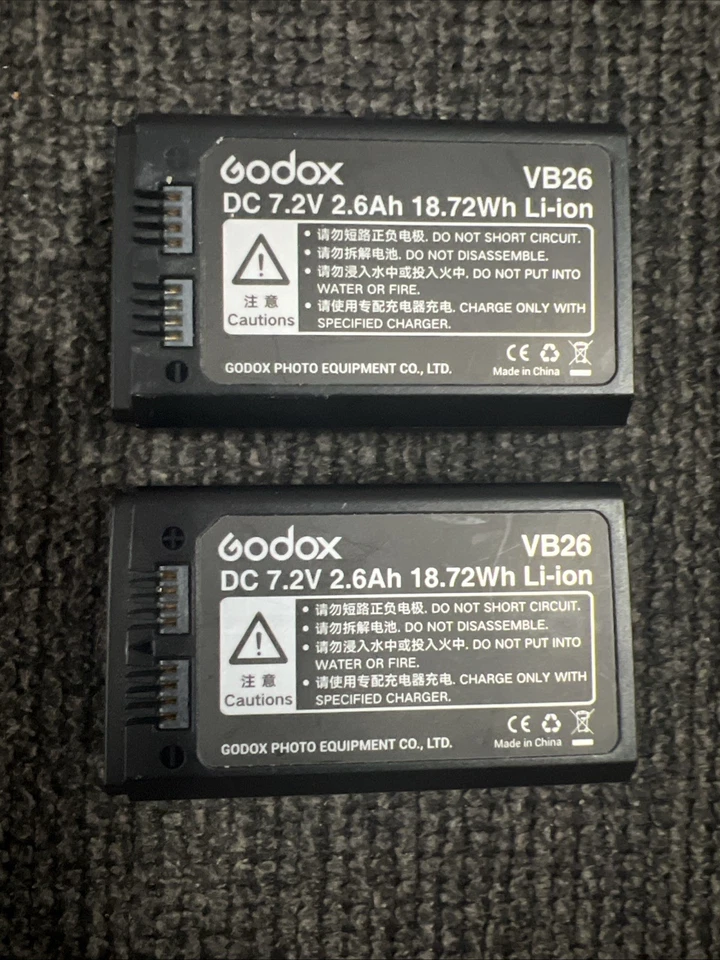 Godox
VB26
DC 7.2V 2.6Ah 18.72Wh Li-ion
注意
Cautions
• 请勿短路正负电极. DO NOT SHORT CIRCUIT.
• 请勿拆解电池. DO NOT DISASSEMBLE.
• 请勿浸入水中或投入火中. DO NOT PUT INTO
WATER OR FIRE.
• 请使用专配充电器充电. CHARGE ONLY WITH
SPECIFIED CHARGER.
CE
GODOX PHOTO EQUIPMENT CO., LTD.
Made in China
Godox
VB26
DC 7.2V 2.6Ah 18.72Wh Li-ion
注意
Cautions
• 请勿短路正负电极. DO NOT SHORT CIRCUIT.
• 请勿拆解电池. DO NOT DISASSEMBLE.
• 请勿浸入水中或投入火中. DO NOT PUT INTO
WATER OR FIRE.
• 请使用专配充电器充电. CHARGE ONLY WITH
SPECIFIED CHARGER.
CE
GODOX PHOTO EQUIPMENT CO., LTD.
Made in China